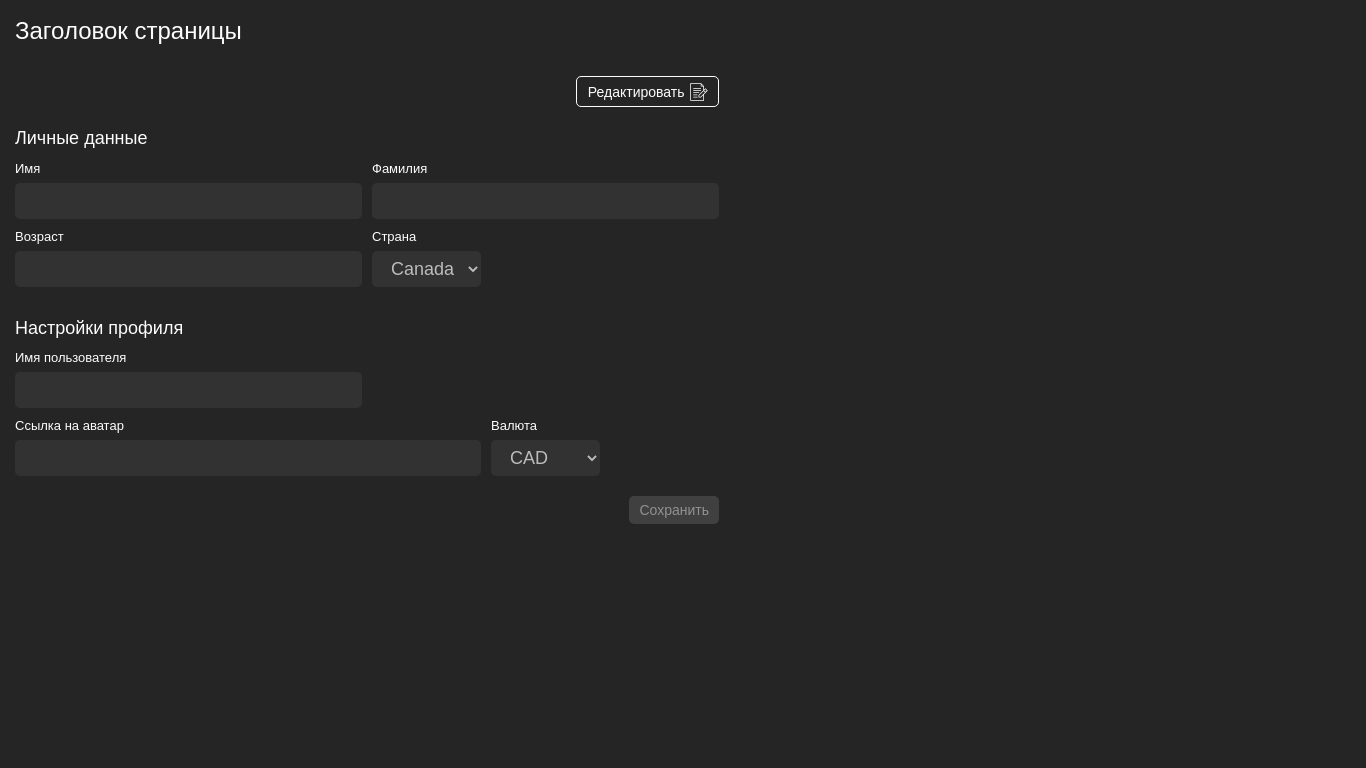 Заголовок страницы
Редактировать
Личные данные
Имя Фамилия
Возраст Страна
Canada
Настройки профиля
Имя пользователя
Ссылка на аватар Валюта
CAD
Сохранить